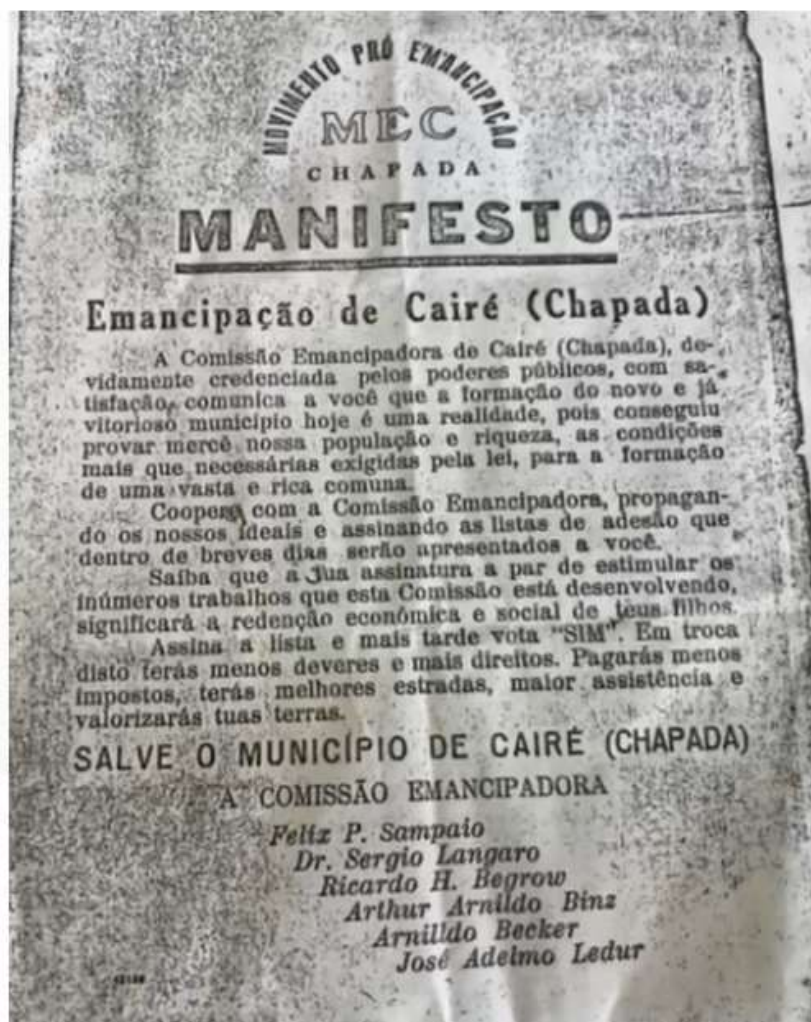 MOVIMENTO PRÓ EMANCIPAÇÃO
MEC
CHAPADA
MANIFESTO
Emancipação de Cairé (Chapada)
A Comissão Emancipadora de Cairé (Chapada), de-
vidamente credenciada pelos poderes públicos, com sa-
tisfação, comunica a você que a formação do novo e já
vitorioso município hoje é uma realidade, pois conseguiu
provar mercê nossa população e riqueza, as condições
mais que necessárias exigidas pela lei, para a formação
de uma vasta e rica comuna.
Coopera com a Comissão Emancipadora, propagan-
do os nossos ideais e assinando as listas de adesão que
dentro de breves dias serão apresentados a você.
Saiba que a sua assinatura a par de estimular os
inúmeros trabalhos que esta Comissão está desenvolvendo,
significará a redenção econômica e social de teus filhos.
Assina a lista e mais tarde vota "SIM". Em troca
disto terás menos deveres e mais direitos. Pagarás menos
impostos, terás melhores estradas, maior assistência e
valorizarás tuas terras.
SALVE O MUNICÍPIO DE CAIRÉ (CHAPADA)
A COMISSÃO EMANCIPADORA
Felix P. Sampaio
Dr. Sergio Langaro
Ricardo H. Begrow
Arthur Arnildo Binz
Arnilldo Becker
José Adelmo Ledur